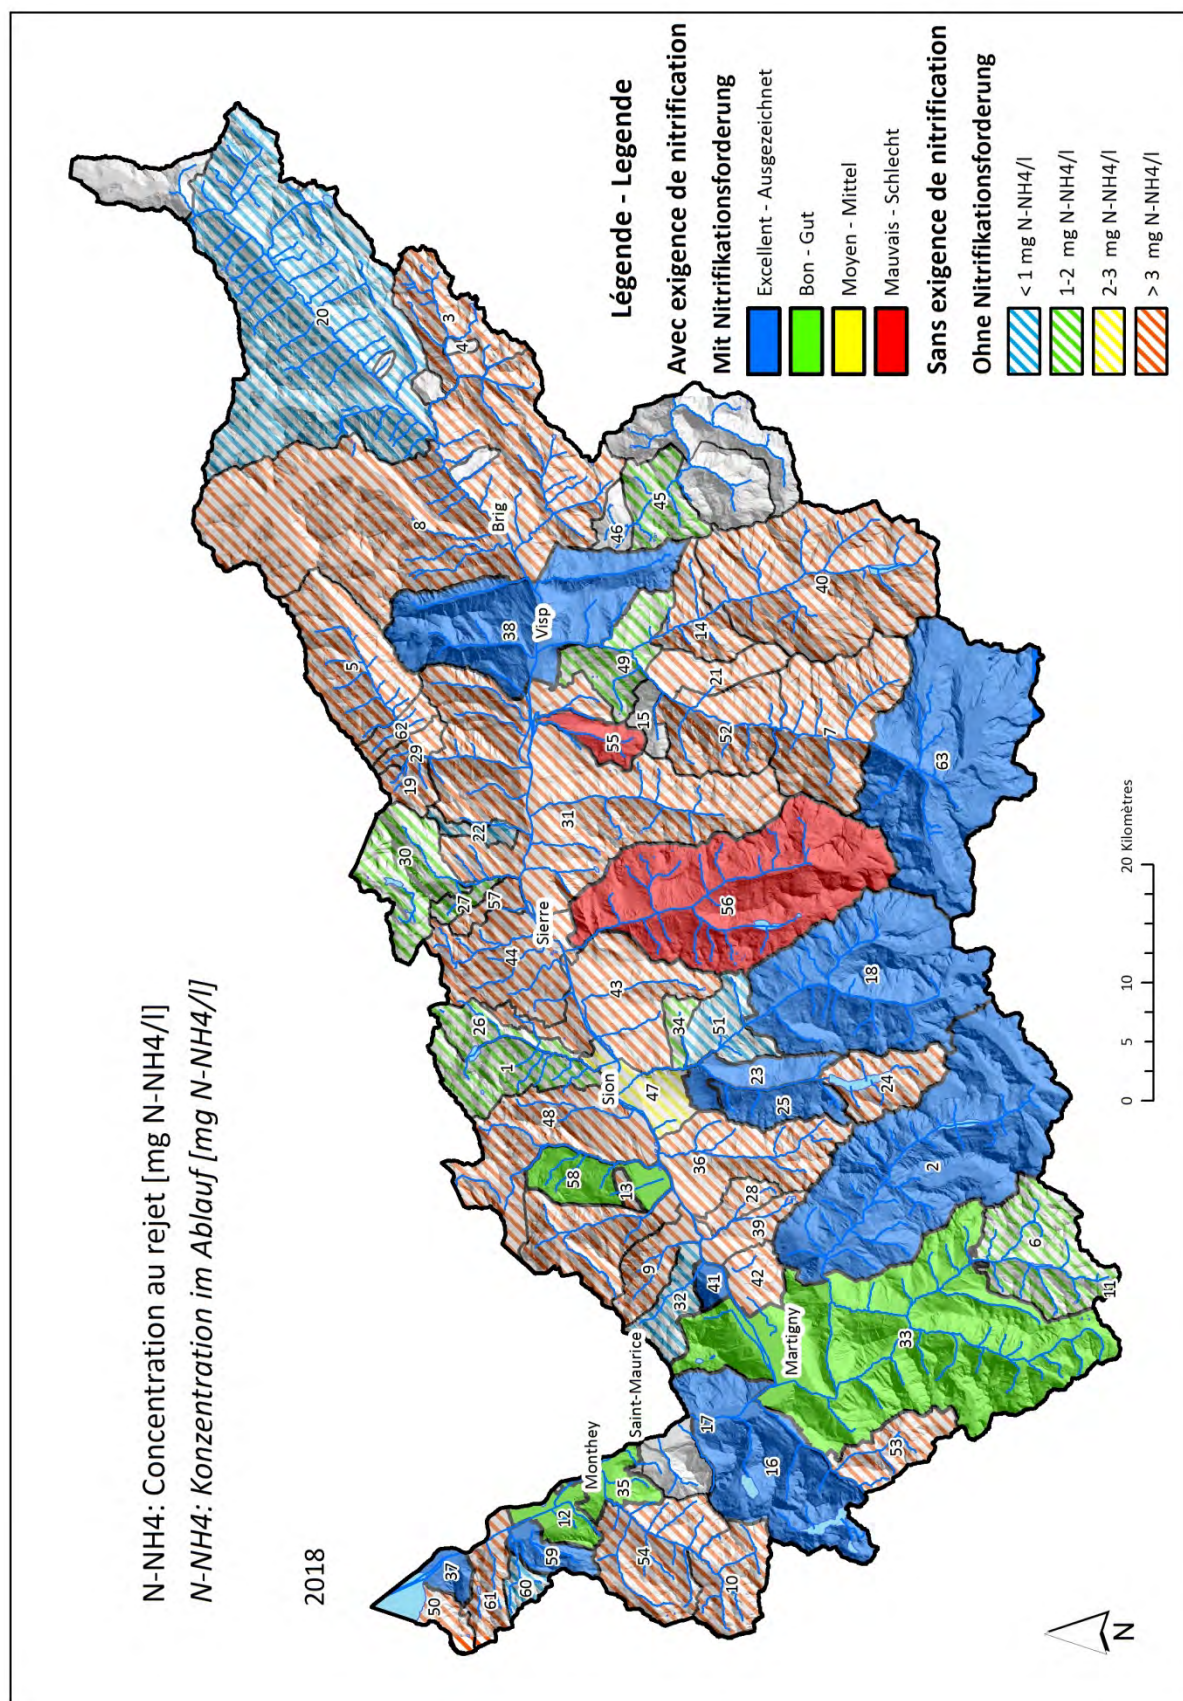 N-NH4: Concentration au rejet [mg N-NH4/l]
N-NH4: Konzentration im Ablauf [mg N-NH4/l]
2018
Légende - Legende
Avec exigence de nitrification
Mit Nitrifikationsforderung
Excellent - Ausgezeichnet
Bon - Gut
Moyen - Mittel
Mauvais - Schlecht
Sans exigence de nitrification
Ohne Nitrifikationsforderung
< 1 mg N-NH4/l
1-2 mg N-NH4/l
2-3 mg N-NH4/l
> 3 mg N-NH4/l
Monthey
Saint-Maurice
Martigny
Sion
Sierre
Visp
Brig
50
37
61
60
59
12
35
54
10
16
17
53
33
11
6
32
41
42
9
39
28
13
58
36
2
48
47
1
26
25
23
24
34
51
18
43
44
57
27
30
56
22
31
19
29
62
5
55
15
49
52
21
7
63
14
40
38
46
45
8
4
3
20
0
5
10
20 Kilomètres
N